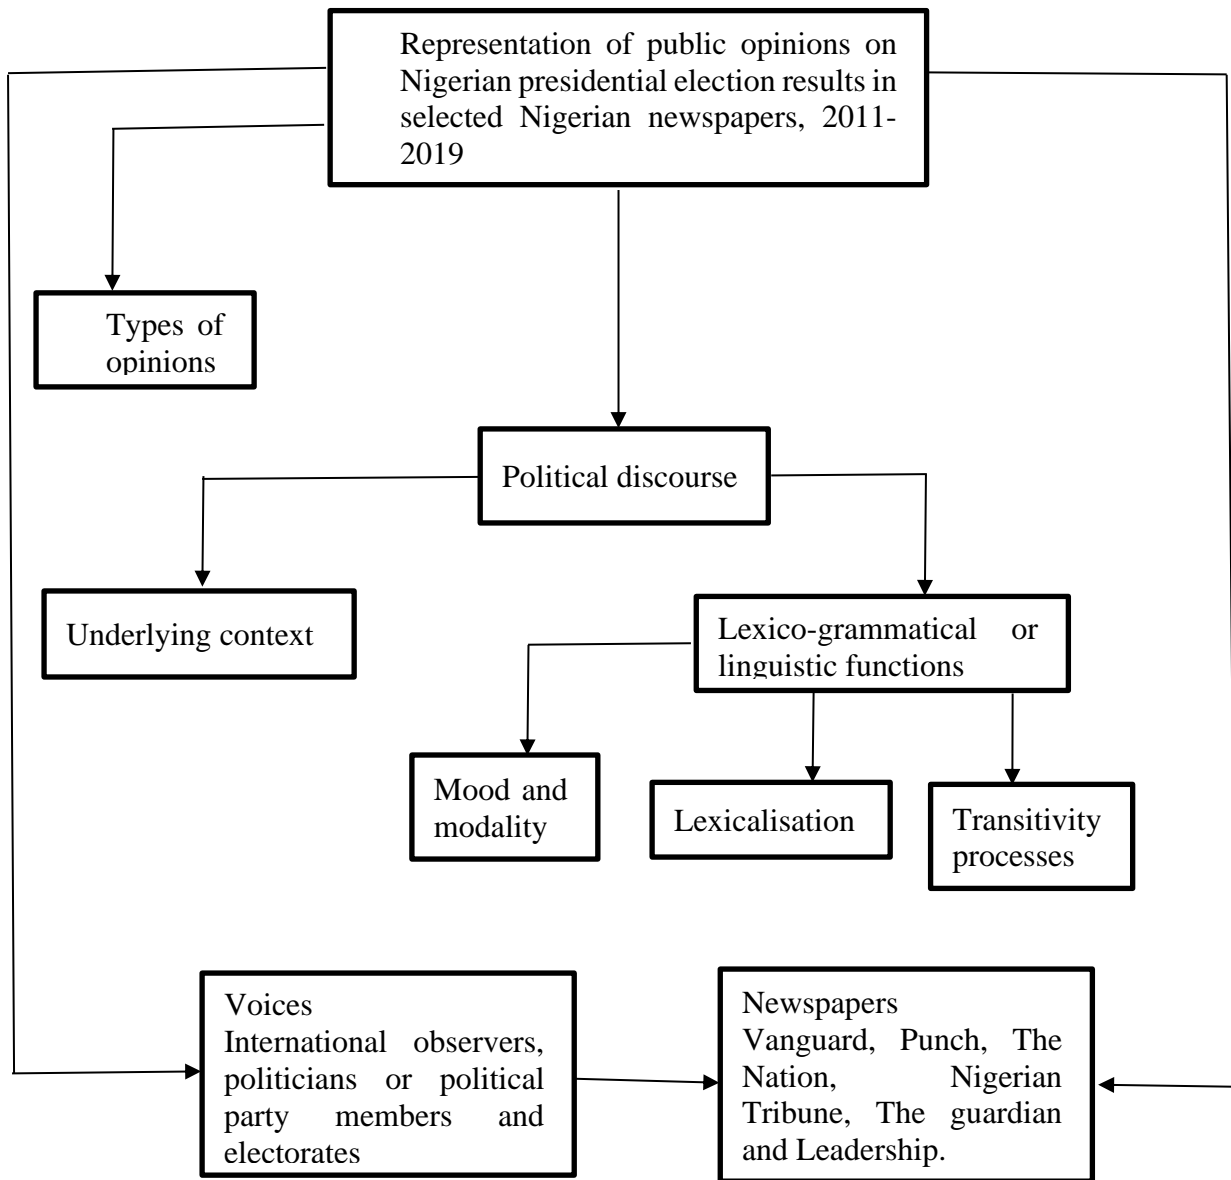 Representation of public opinions on
Nigerian presidential election results in
selected Nigerian newspapers, 2011-
2019
Types of
opinions
Political discourse
Underlying context
Lexico-grammatical or
linguistic functions
Mood and
modality
Lexicalisation
Transitivity
processes
Voices
International observers,
politicians or political
party members and
electorates
Newspapers
Vanguard, Punch, The
Nation, Nigerian
Tribune, The guardian
and Leadership.